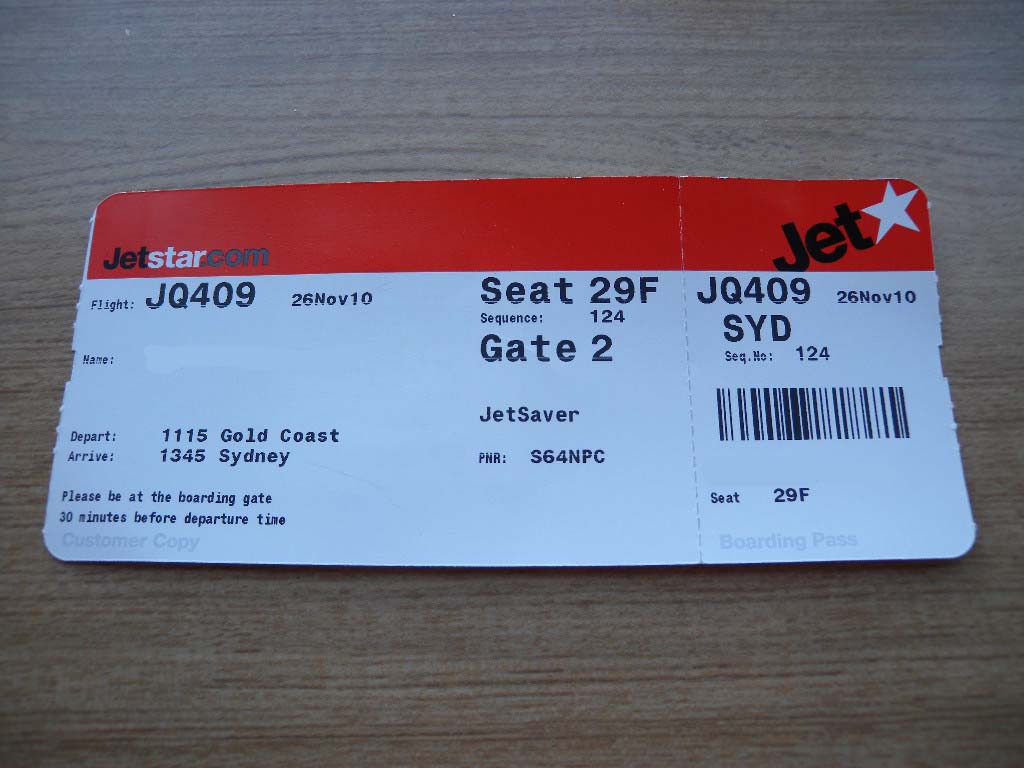 Jetstar.com
Jet
Flight: JQ409 26Nov10
Seat 29F
Sequence: 124
Gate 2
Name:
JetSaver
Depart: 1115 Gold Coast
Arrive: 1345 Sydney
PNR: S64NPC
Please be at the boarding gate
30 minutes before departure time
Customer Copy
JQ409 26Nov10
SYD
Seq.No: 124
Seat 29F
Boarding Pass